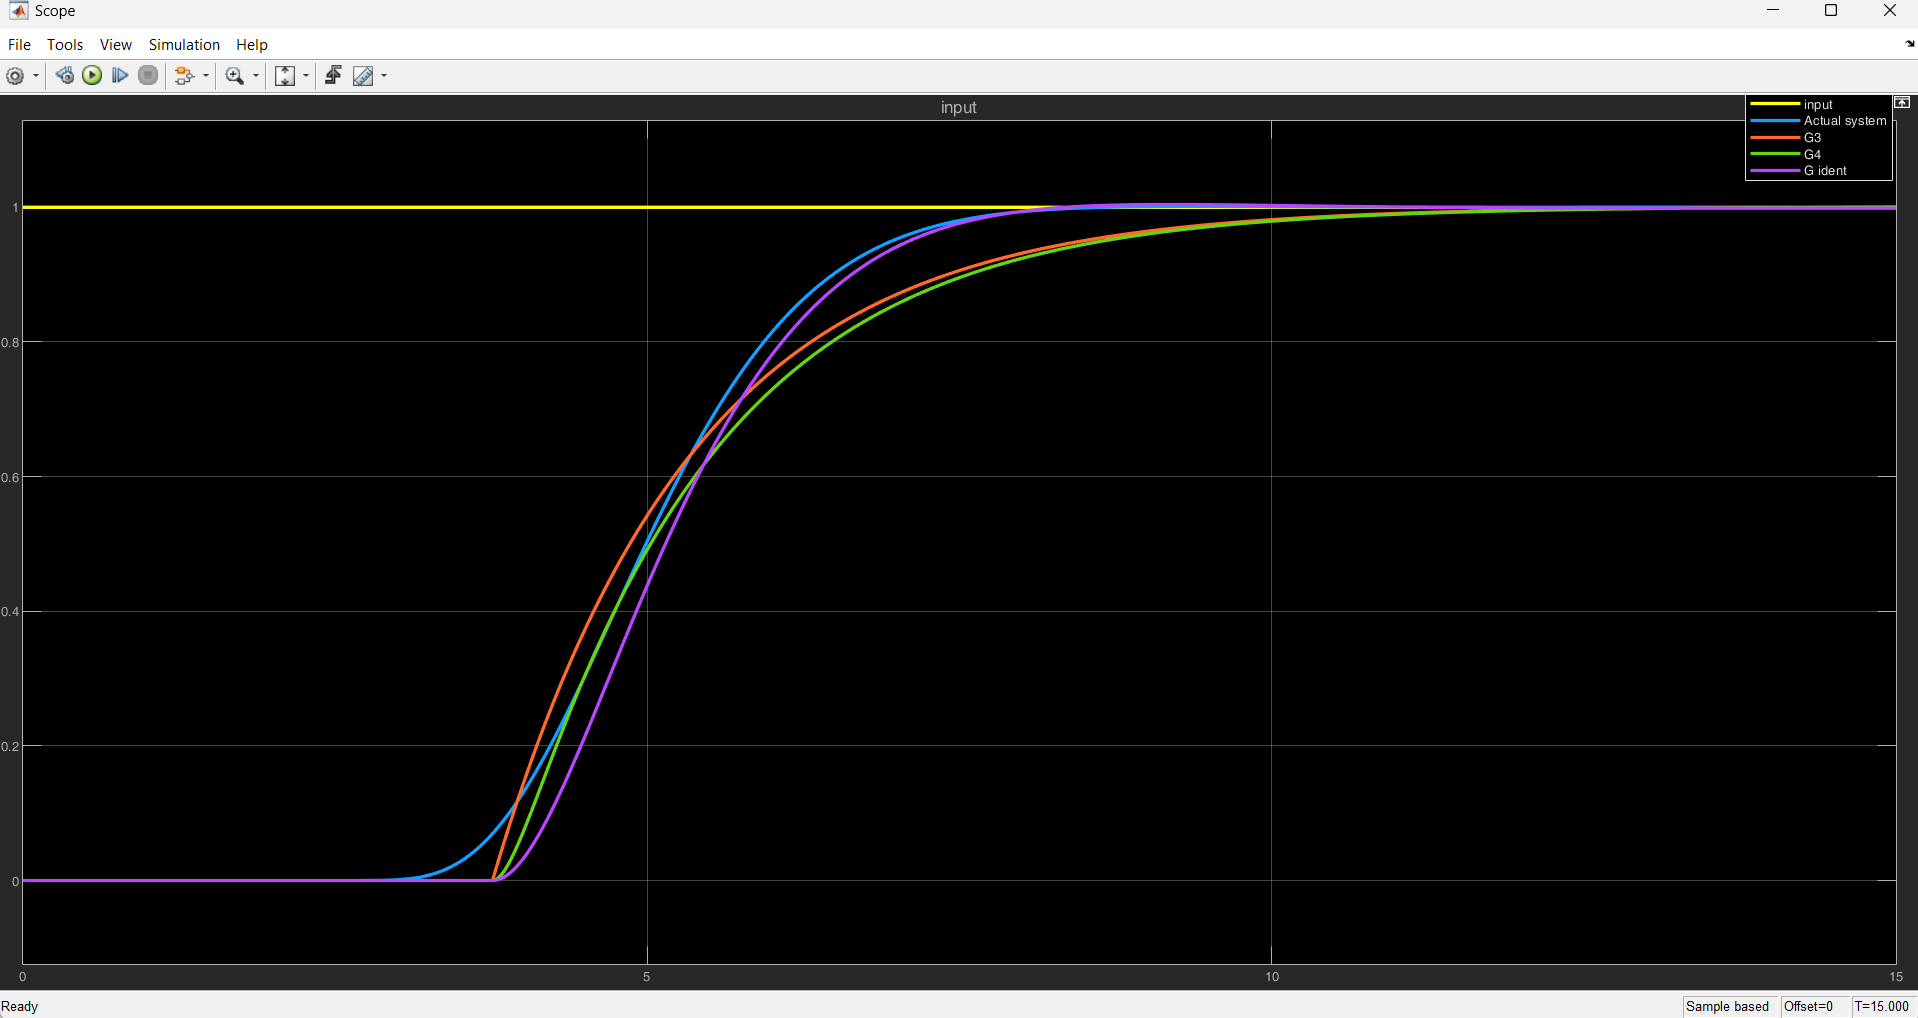 Scope
File Tools View Simulation Help
input
input
Actual system
G3
G4
G ident
1
0.8
0.6
0.4
0.2
0
0 5 10 15
Ready Sample based Offset=0 T=15.000